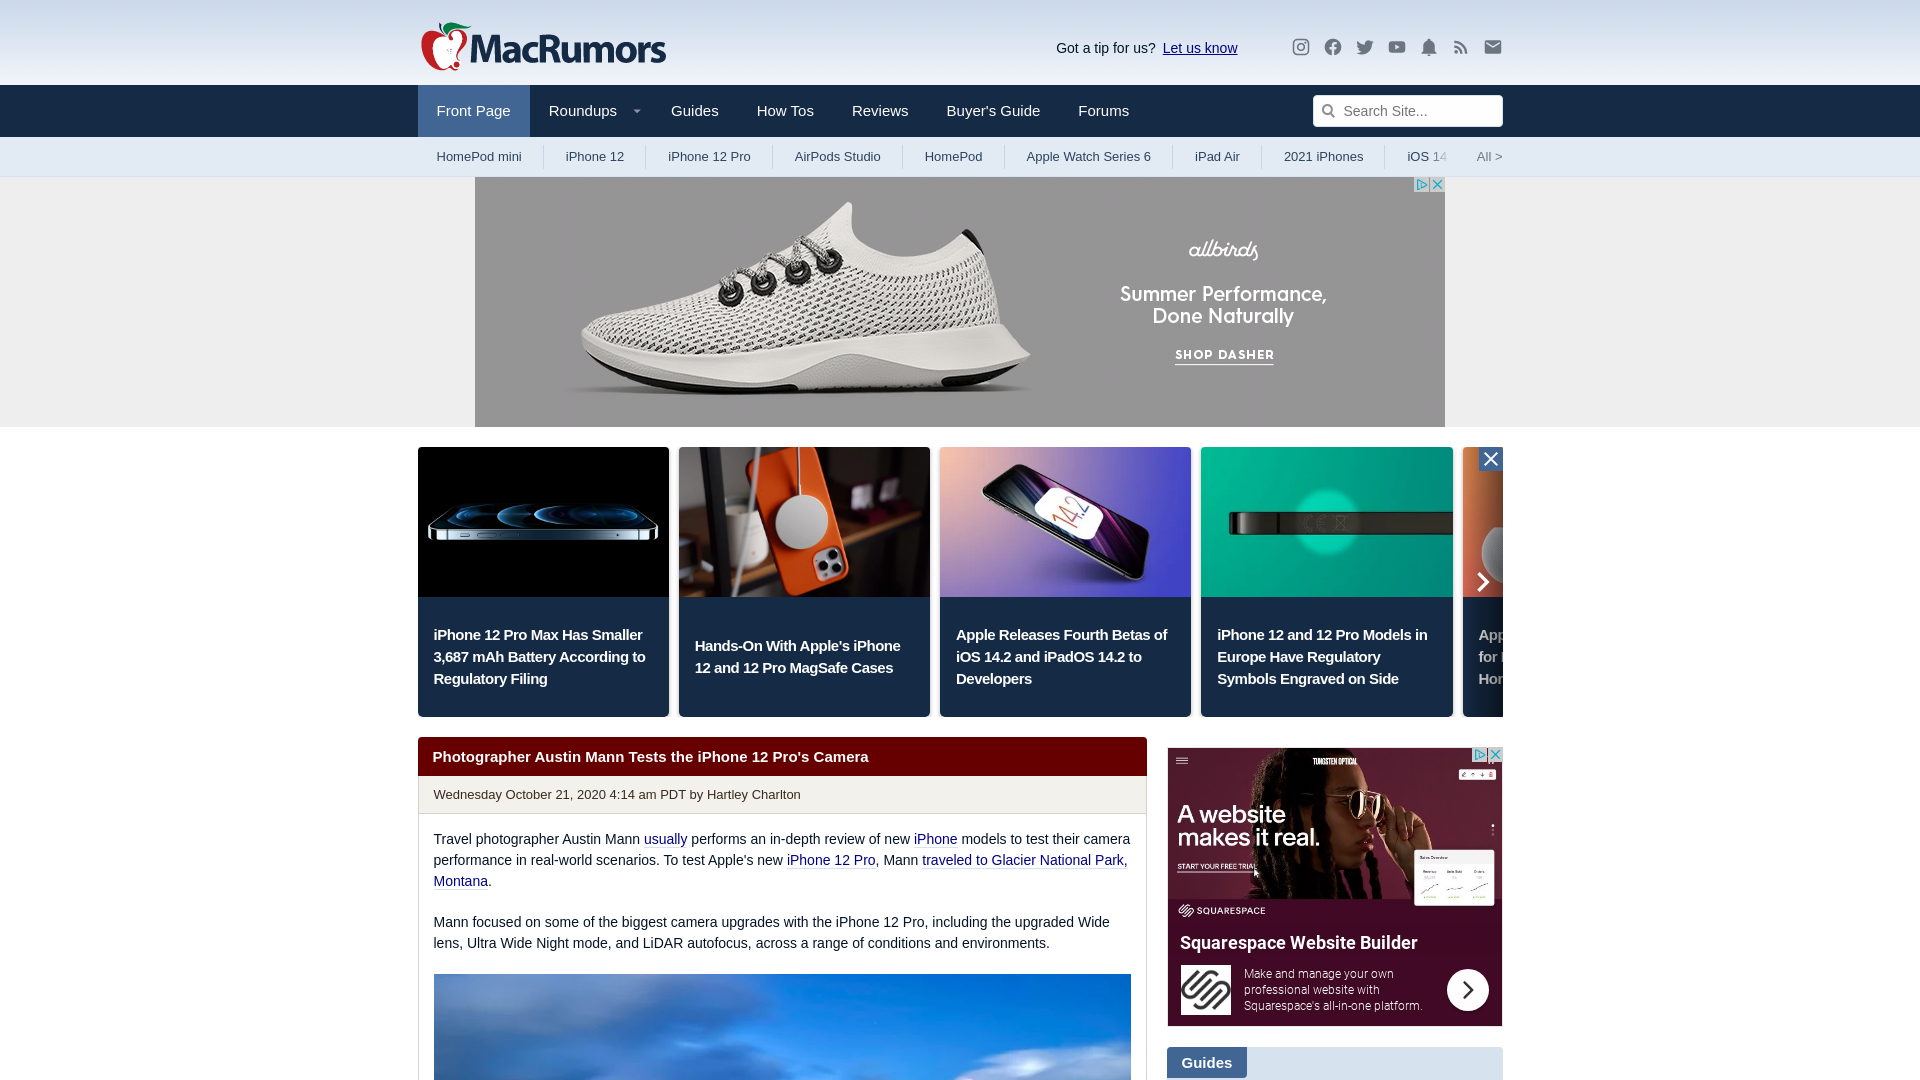 MacRumors
Got a tip for us? Let us know
Front Page
Roundups
Guides
How Tos
Reviews
Buyer's Guide
Forums
Search Site...
HomePod mini
iPhone 12
iPhone 12 Pro
AirPods Studio
HomePod
Apple Watch Series 6
iPad Air
2021 iPhones
iOS 14
All >
allbirds
Summer Performance,
Done Naturally
SHOP DASHER
14.2
iPhone 12 Pro Max Has Smaller
3,687 mAh Battery According to
Regulatory Filing
Hands-On With Apple's iPhone
12 and 12 Pro MagSafe Cases
Apple Releases Fourth Betas of
iOS 14.2 and iPadOS 14.2 to
Developers
iPhone 12 and 12 Pro Models in
Europe Have Regulatory
Symbols Engraved on Side
App
for
Hor
Photographer Austin Mann Tests the iPhone 12 Pro's Camera
Wednesday October 21, 2020 4:14 am PDT by Hartley Charlton
Travel photographer Austin Mann usually performs an in-depth review of new iPhone models to test their camera
performance in real-world scenarios. To test Apple's new iPhone 12 Pro, Mann traveled to Glacier National Park,
Montana.
Mann focused on some of the biggest camera upgrades with the iPhone 12 Pro, including the upgraded Wide
lens, Ultra Wide Night mode, and LiDAR autofocus, across a range of conditions and environments.
TUNGSTEN OPTICAL
A website
makes it real.
START YOUR FREE TRIAL
SQUARESPACE
Squarespace Website Builder
Make and manage your own
professional website with
Squarespace's all-in-one platform.
Guides